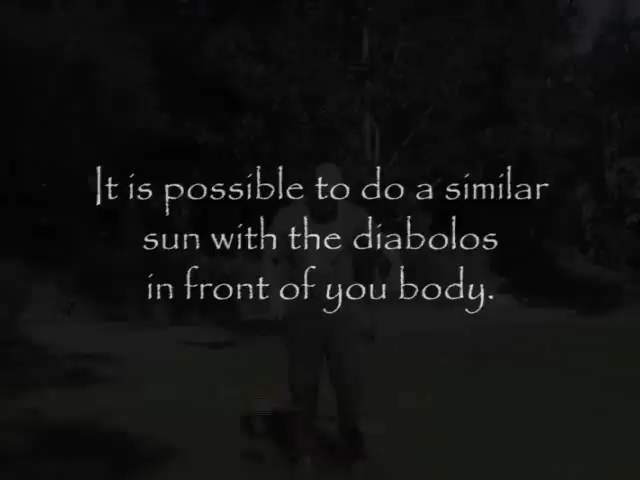 It is possible to do a similar
sun with the diabolos
in front of you body.